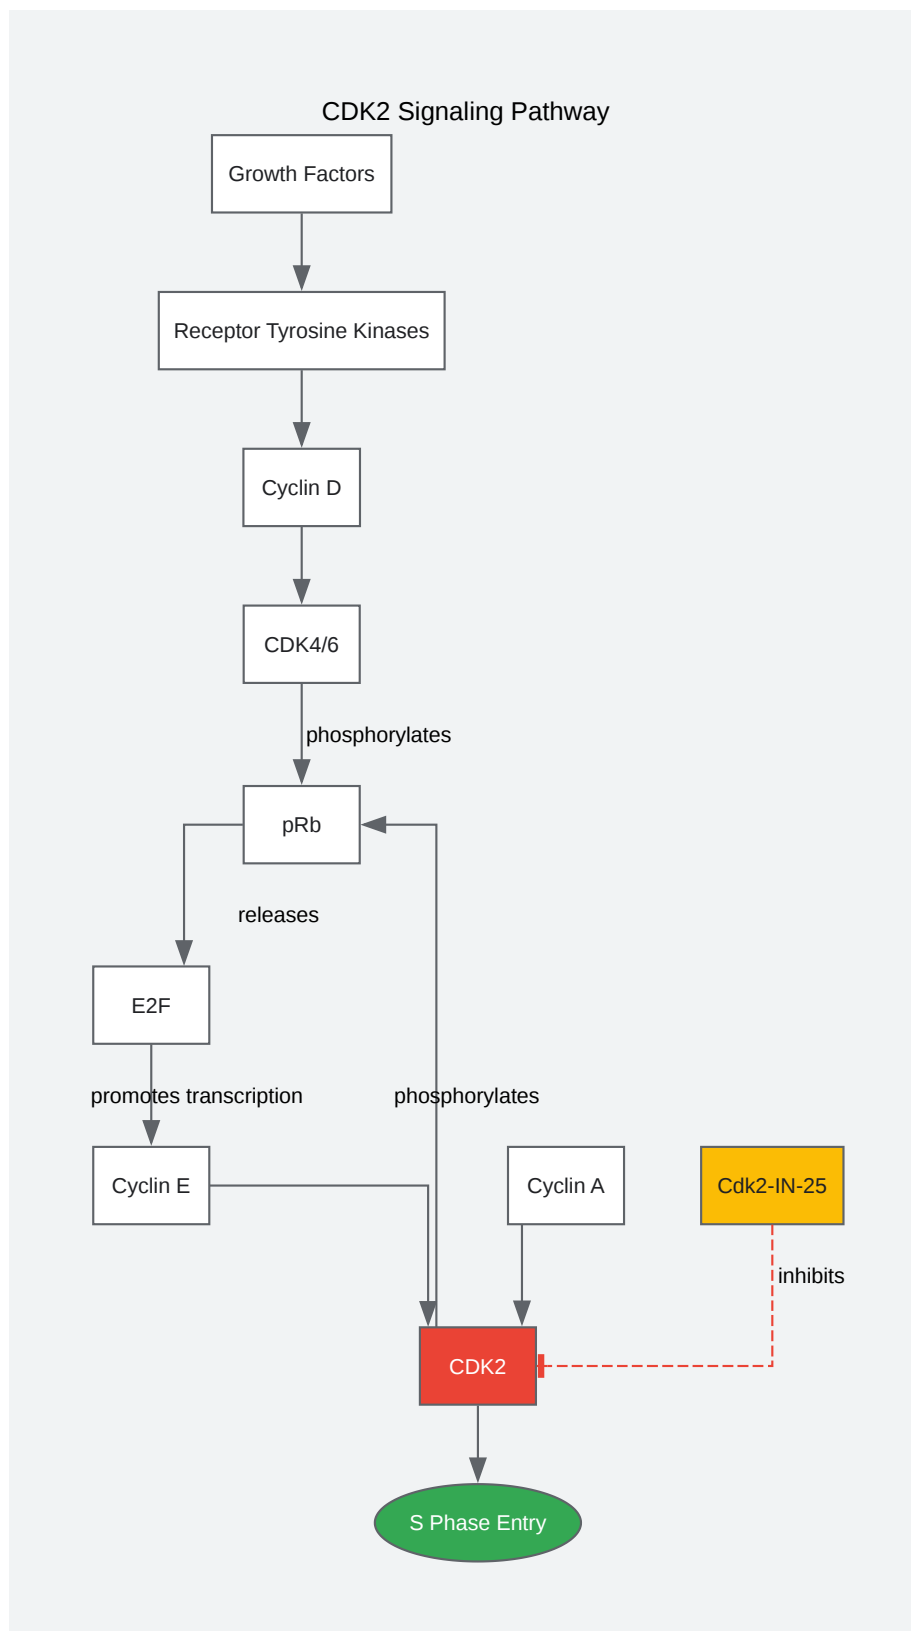 CDK2 Signaling Pathway
Growth Factors
Receptor Tyrosine Kinases
Cyclin D
CDK4/6
phosphorylates
pRb
releases
E2F
promotes transcription
phosphorylates
Cyclin E
Cyclin A
Cdk2-IN-25
inhibits
CDK2
S Phase Entry